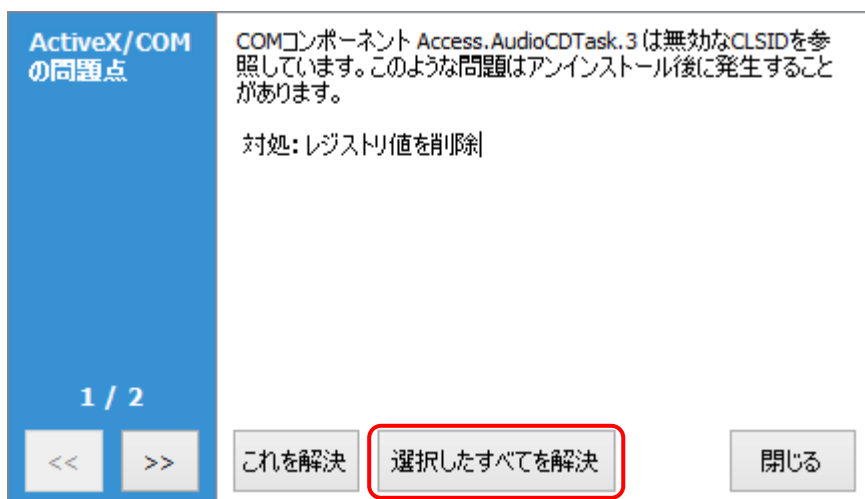 ActiveX/COM
の問題点
COMコンポーネント Access.AudioCDTask.3 は無効なCLSIDを参
照しています。このような問題はアンインストール後に発生すること
があります。
対処: レジストリ値を削除
1 / 2
<<
>>
これを解決
選択したすべてを解決
閉じる